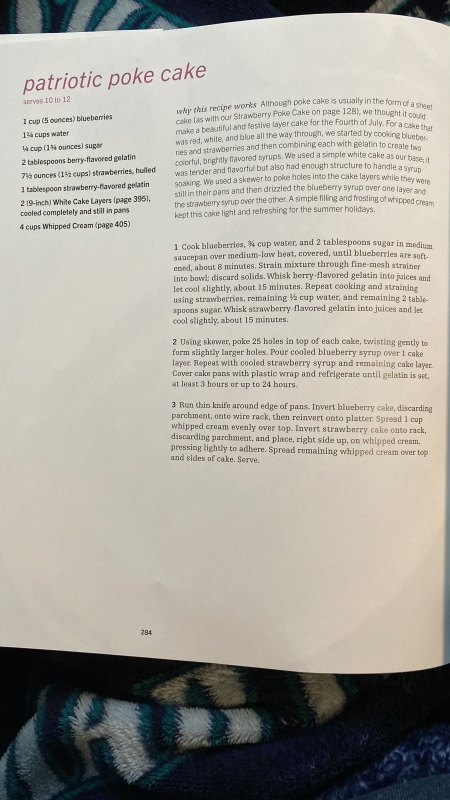 patriotic poke cake
serves 10 to 12
1 cup (5 ounces) blueberries
1¼ cups water
¼ cup (1¾ ounces) sugar
2 tablespoons berry-flavored gelatin
7½ ounces (1½ cups) strawberries, hulled
1 tablespoon strawberry-flavored gelatin
2 (9-inch) White Cake Layers (page 395),
cooled completely and still in pans
4 cups Whipped Cream (page 405)
why this recipe works Although poke cake is usually in the form of a sheet
cake (as with our Strawberry Poke Cake on page 128), we thought it could
make a beautiful and festive layer cake for the Fourth of July. For a cake that
was red, white, and blue all the way through, we started by cooking blueber-
ries and strawberries and then combining each with gelatin to create two
colorful, brightly flavored syrups. We used a simple white cake as our base; it
was tender and flavorful but also had enough structure to handle a syrup
soaking. We used a skewer to poke holes into the cake layers while they were
still in their pans and then drizzled the blueberry syrup over one layer and
the strawberry syrup over the other. A simple filling and frosting of whipped cream
kept this cake light and refreshing for the summer holidays.
1 Cook blueberries, ¾ cup water, and 2 tablespoons sugar in medium
saucepan over medium-low heat, covered, until blueberries are soft-
ened, about 8 minutes. Strain mixture through fine-mesh strainer
into bowl; discard solids. Whisk berry-flavored gelatin into juices and
let cool slightly, about 15 minutes. Repeat cooking and straining
using strawberries, remaining ½ cup water, and remaining 2 table-
spoons sugar. Whisk strawberry-flavored gelatin into juices and let
cool slightly, about 15 minutes.
2 Using skewer, poke 25 holes in top of each cake, twisting gently to
form slightly larger holes. Pour cooled blueberry syrup over 1 cake
layer. Repeat with cooled strawberry syrup and remaining cake layer.
Cover cake pans with plastic wrap and refrigerate until gelatin is set,
at least 3 hours or up to 24 hours.
3 Run thin knife around edge of pans. Invert blueberry cake, discarding
parchment, onto wire rack, then reinvert onto platter. Spread 1 cup
whipped cream evenly over top. Invert strawberry cake onto rack,
discarding parchment, and place, right side up, on whipped cream,
pressing lightly to adhere. Spread remaining whipped cream over top
and sides of cake. Serve.
284